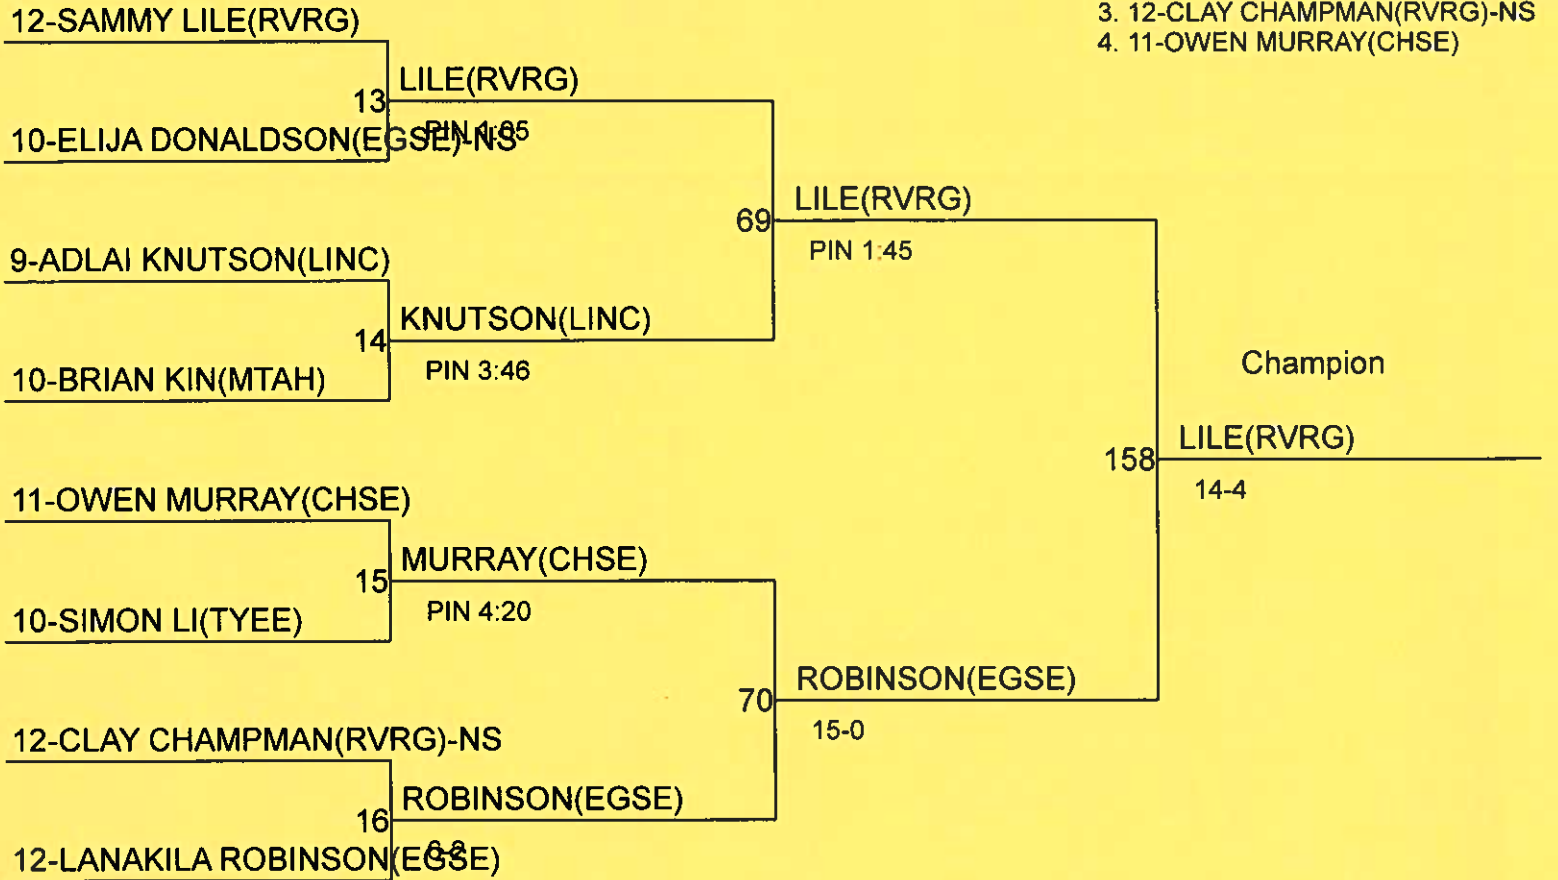 12-SAMMY LILE(RVRG)
3. 12-CLAY CHAMPMAN(RVRG)-NS
4. 11-OWEN MURRAY(CHSE)
13
LILE(RVRG)
10-ELIJA DONALDSON(EGSE)-NS
PIN
69
LILE(RVRG)
PIN 1:45
9-ADLAI KNUTSON(LINC)
14
KNUTSON(LINC)
PIN 3:46
10-BRIAN KIN(MTAH)
Champion
158
LILE(RVRG)
14-4
11-OWEN MURRAY(CHSE)
15
MURRAY(CHSE)
PIN 4:20
10-SIMON LI(TYEE)
70
ROBINSON(EGSE)
15-0
12-CLAY CHAMPMAN(RVRG)-NS
16
ROBINSON(EGSE)
12-LANAKILA ROBINSON(EGSE)